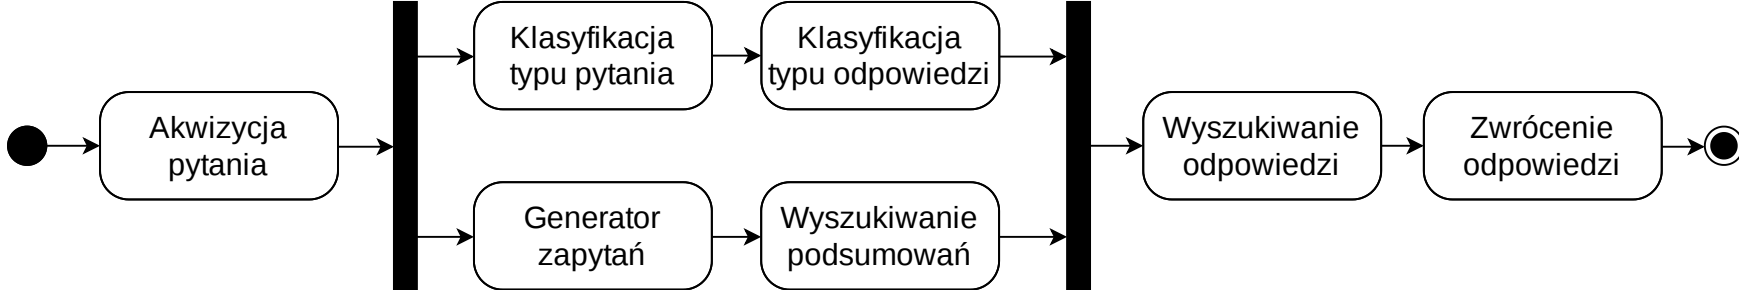 Akwizycja
pytania
Klasyfikacja
typu pytania
Klasyfikacja
typu odpowiedzi
Generator
zapytań
Wyszukiwanie
podsumowań
Wyszukiwanie
odpowiedzi
Zwrócenie
odpowiedzi